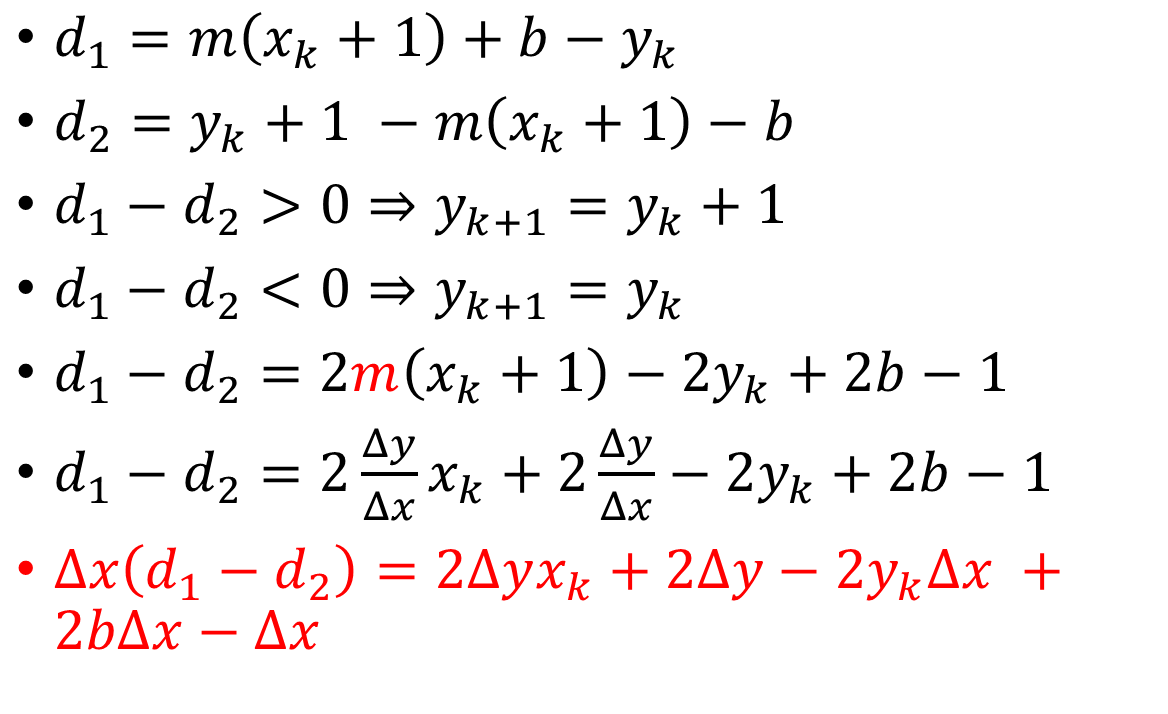 • d₁ = m(xₖ + 1) + b − yₖ
• d₂ = yₖ + 1 − m(xₖ + 1) − b
• d₁ − d₂ > 0 ⇒ yₖ₊₁ = yₖ + 1
• d₁ − d₂ < 0 ⇒ yₖ₊₁ = yₖ
• d₁ − d₂ = 2m(xₖ + 1) − 2yₖ + 2b − 1
• d₁ − d₂ = 2 Δy/Δx xₖ + 2 Δy/Δx − 2yₖ + 2b − 1
• Δx(d₁ − d₂) = 2Δyxₖ + 2Δy − 2yₖΔx +
2bΔx − Δx